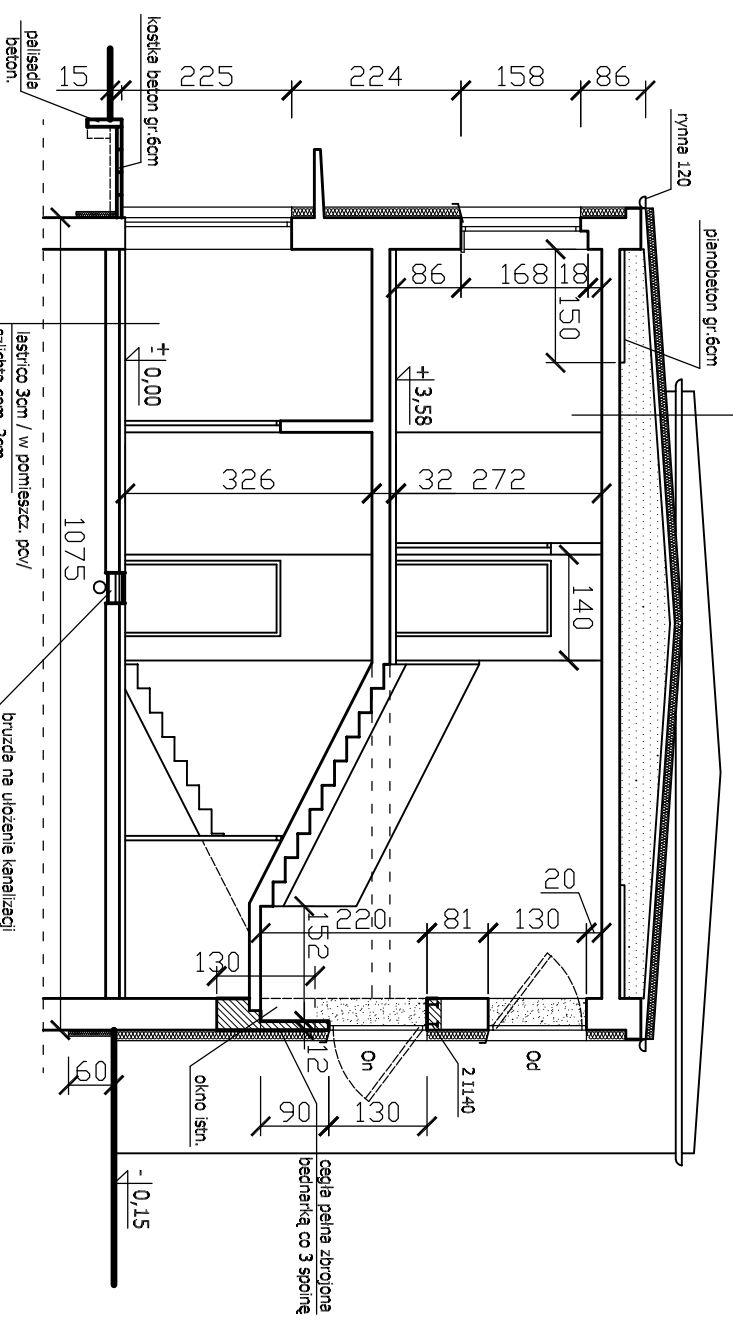 15
225
224
158
86
palisada
beton.
kostka beton gr.6cm
rynna 120
pianobeton gr.6cm
86
168
18
150
+
- 0,00
+ 3,58
326
32
272
1075
140
lastrico 3cm / w pomieszcz. pcv/
bruzda na ułożenie kanalizacji
20
152
220
81
130
130
12
On
Od
2 I140
okno istn.
60
90
130
cegła pełna zbrojona
bednarką co 3 spoinę
- 0,15